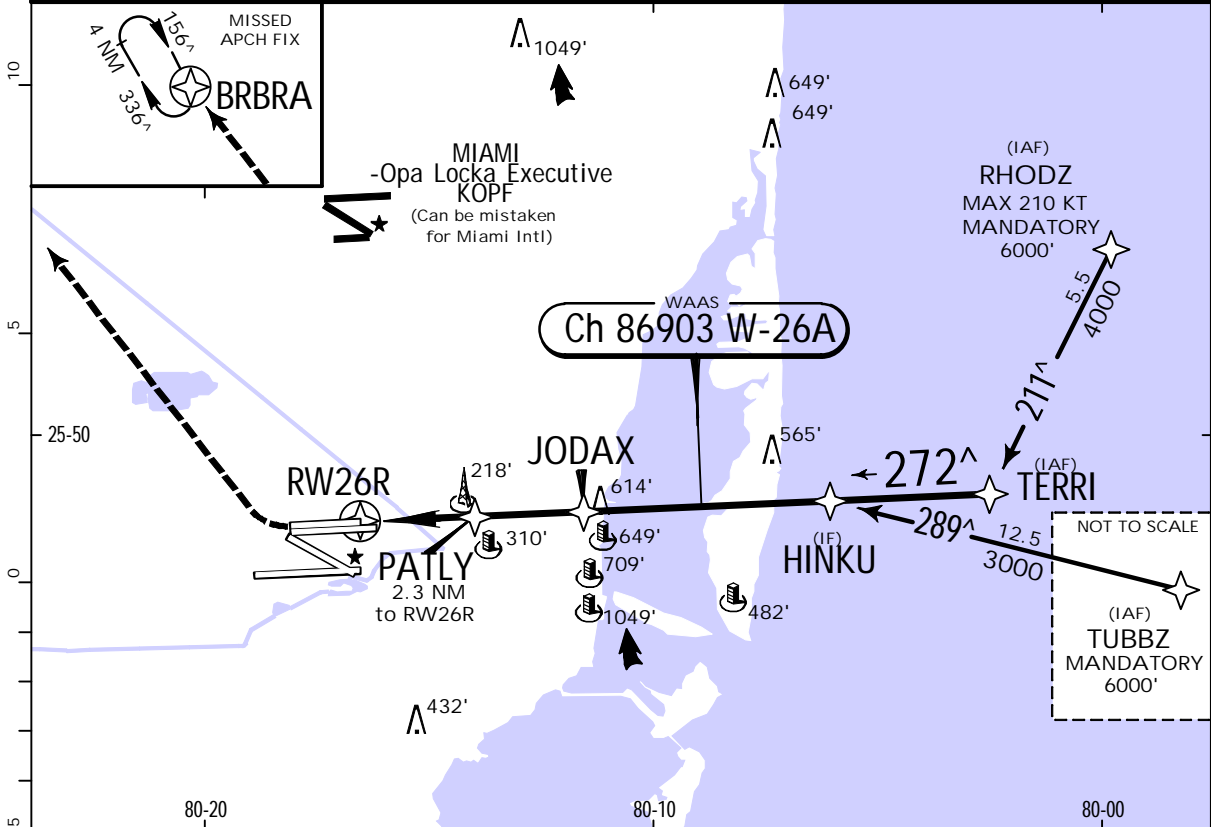 MISSED
APCH FIX
156^
4 NM
336^
BRBRA
10
1049'
649'
649'
MIAMI
-Opa Locka Executive
KOPF
(Can be mistaken
for Miami Intl)
(IAF)
RHODZ
MAX 210 KT
MANDATORY
6000'
5.5
4000
211^
5
WAAS
Ch 86903 W-26A
25-50
565'
JODAX
218'
614'
RW26R
272^
(IAF)
TERRI
289^
12.5
3000
NOT TO SCALE
310'
649'
(IF)
HINKU
PATLY
2.3 NM
to RW26R
709'
0
1049'
482'
(IAF)
TUBBZ
MANDATORY
6000'
432'
5
80-20
80-10
80-00